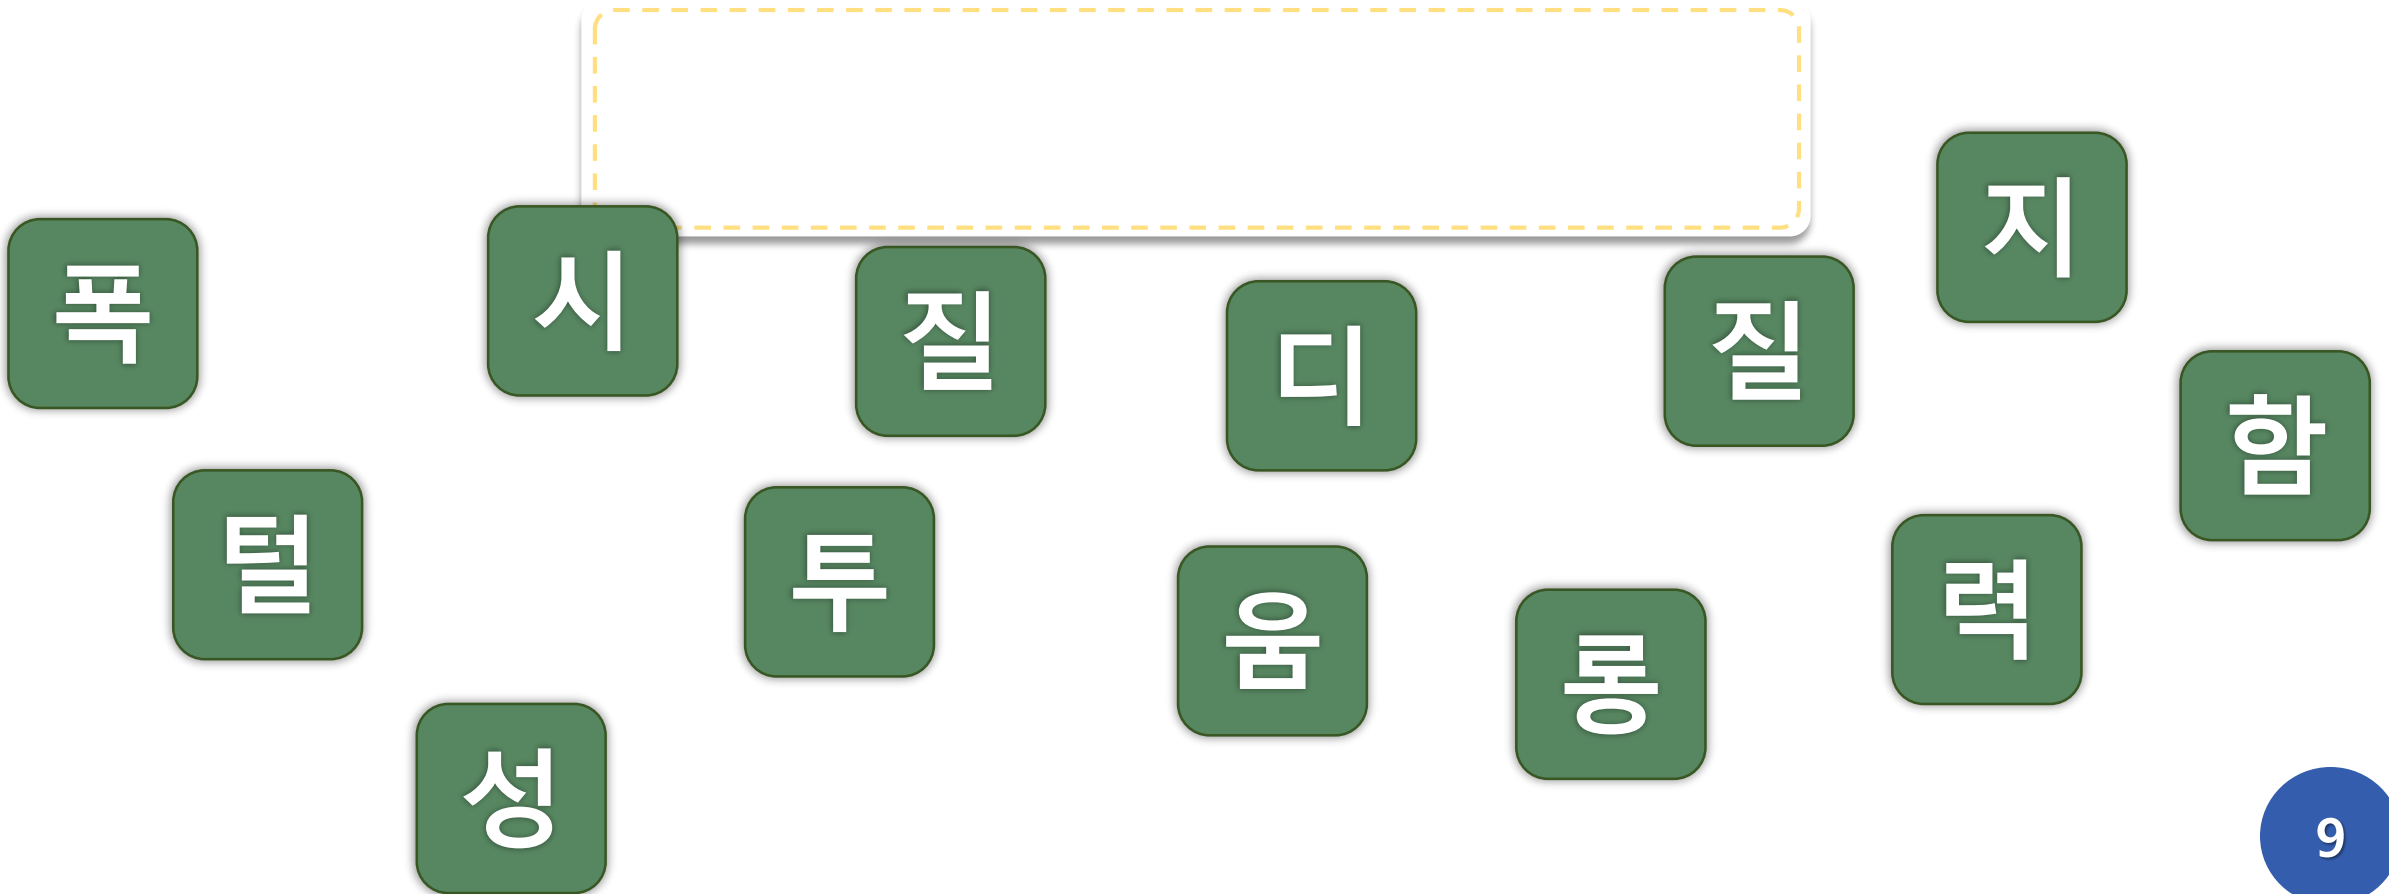 지
시
폭
질
질
디
함
털
투
력
움
롱
성
9